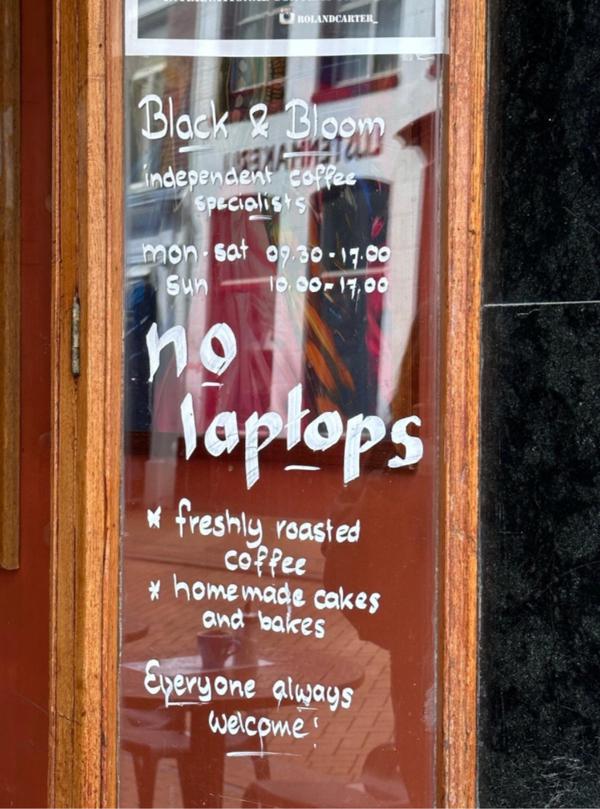 ROLANDCARTER_
Black & Bloom
independent coffee
specialists
mon-sat 09.30-17.00
sun 10.00-17.00
no
laptops
* freshly roasted
coffee
* homemade cakes
and bakes
Everyone always
welcome!